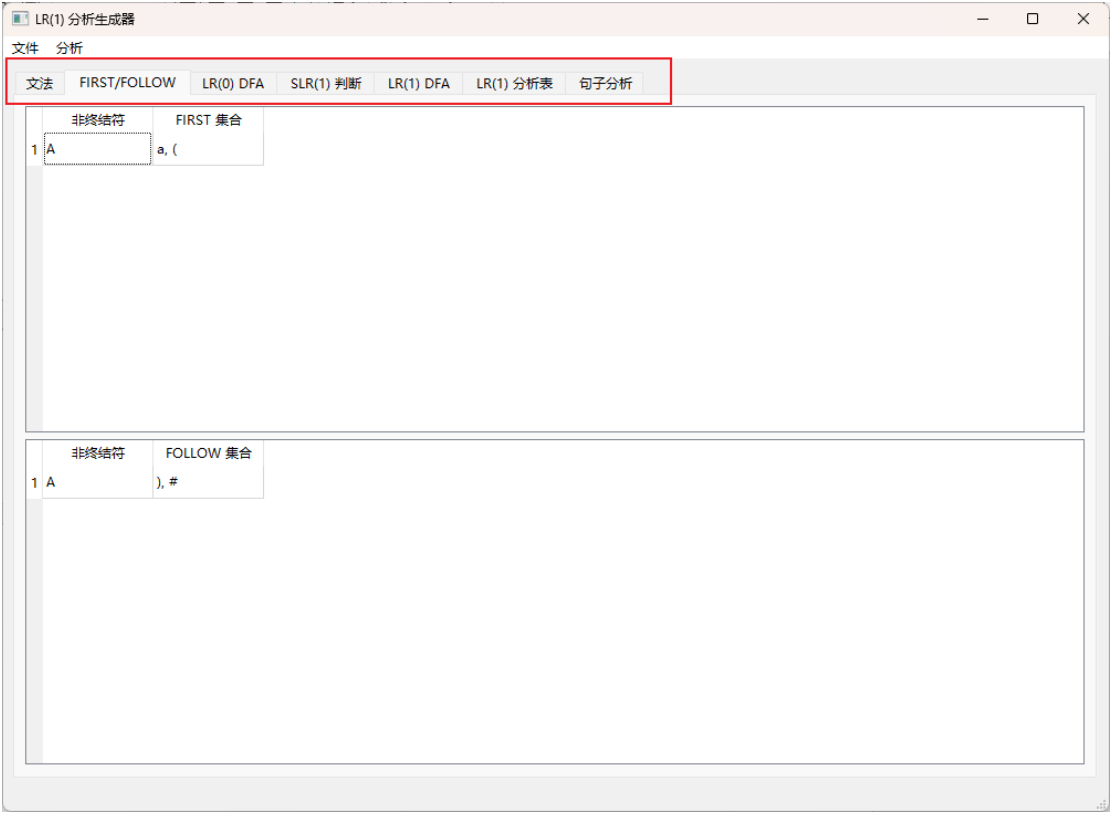 LR(1) 分析生成器
文件 分析
文法 FIRST/FOLLOW LR(0) DFA SLR(1) 判断 LR(1) DFA LR(1) 分析表 句子分析
非终结符 FIRST 集合
1 A a, (
非终结符 FOLLOW 集合
1 A ), #